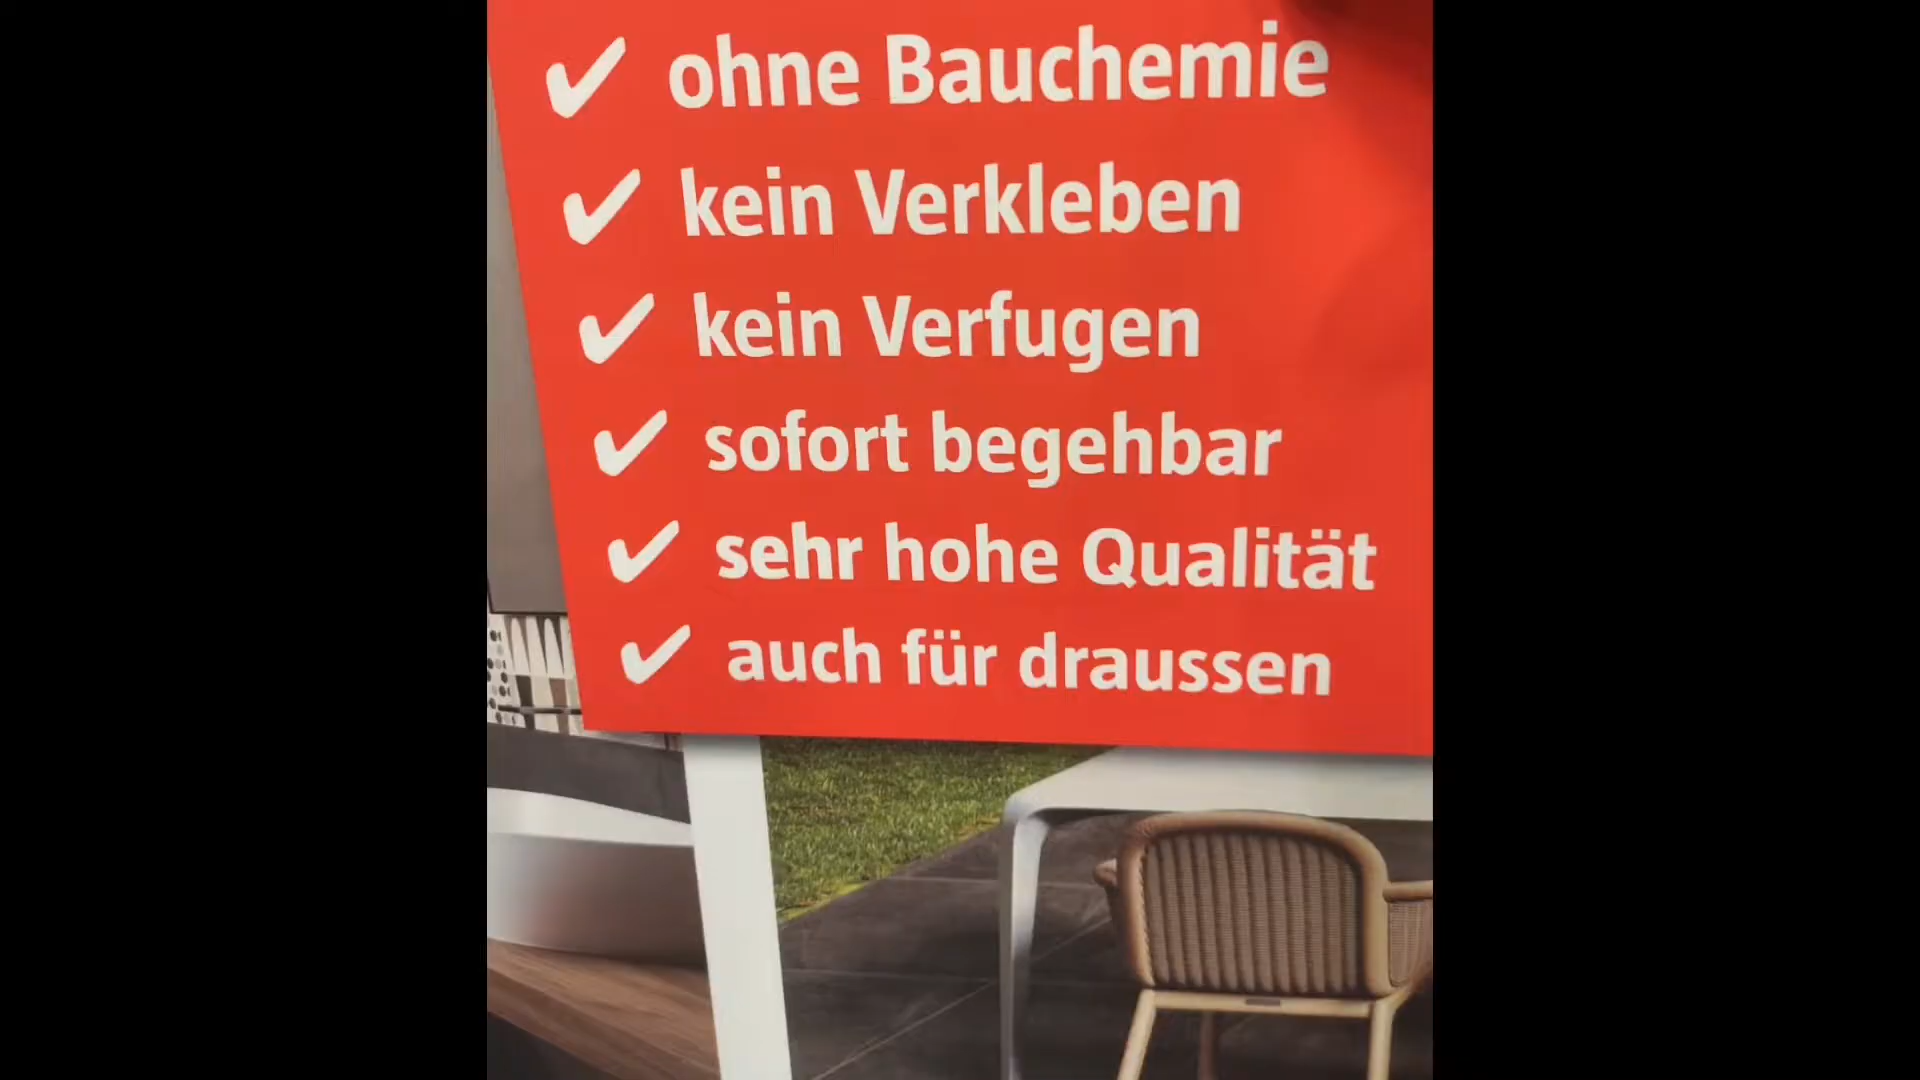 ✔ ohne Bauchemie
✔ kein Verkleben
✔ kein Verfugen
✔ sofort begehbar
✔ sehr hohe Qualität
✔ auch für draussen